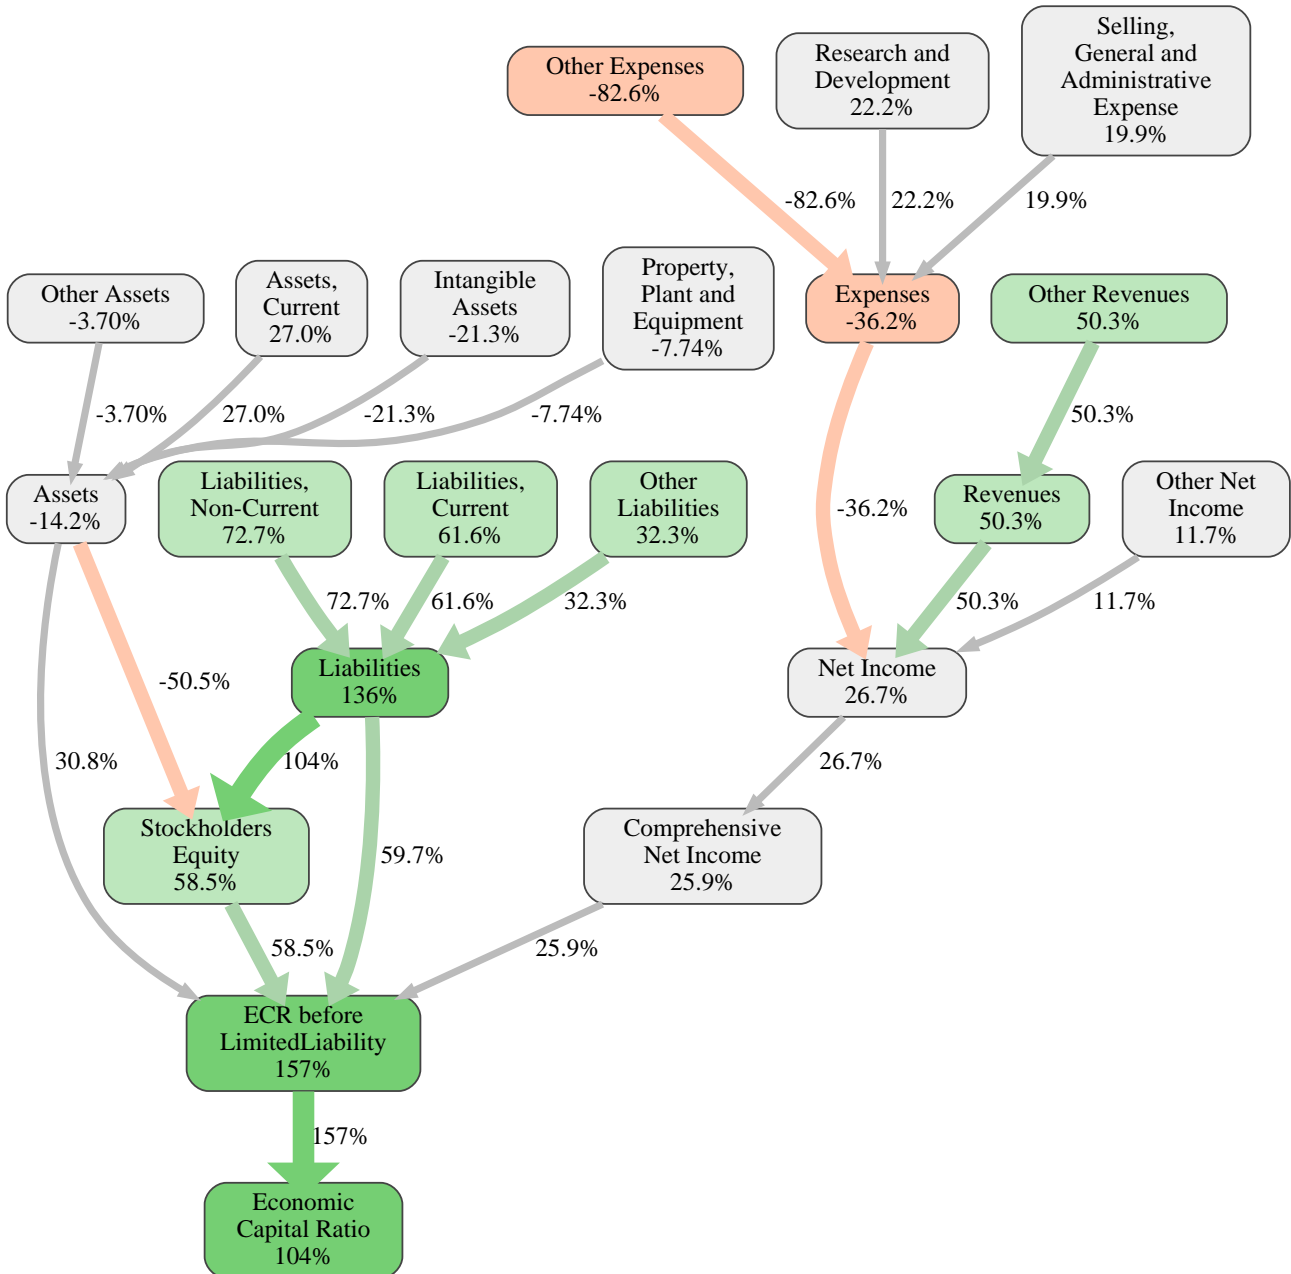 Other Expenses
-82.6%
Research and
Development
22.2%
Selling,
General and
Administrative
Expense
19.9%
-82.6%
22.2%
19.9%
Other Assets
-3.70%
Assets,
Current
27.0%
Intangible
Assets
-21.3%
Property,
Plant and
Equipment
-7.74%
Expenses
-36.2%
Other Revenues
50.3%
-3.70%
27.0%
-21.3%
-7.74%
50.3%
Assets
-14.2%
Liabilities,
Non-Current
72.7%
Liabilities,
Current
61.6%
Other
Liabilities
32.3%
-36.2%
Revenues
50.3%
Other Net
Income
11.7%
72.7%
61.6%
32.3%
50.3%
11.7%
-50.5%
Liabilities
136%
Net Income
26.7%
30.8%
104%
26.7%
Stockholders
Equity
58.5%
59.7%
Comprehensive
Net Income
25.9%
58.5%
25.9%
ECR before
LimitedLiability
157%
157%
Economic
Capital Ratio
104%